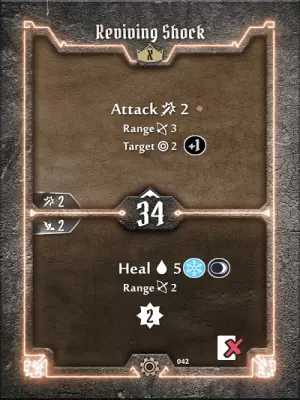 Reviving Shock
X
Attack 2
Range 3
Target 2 +1
2
34
2
Heal 5
Range 2
2
042